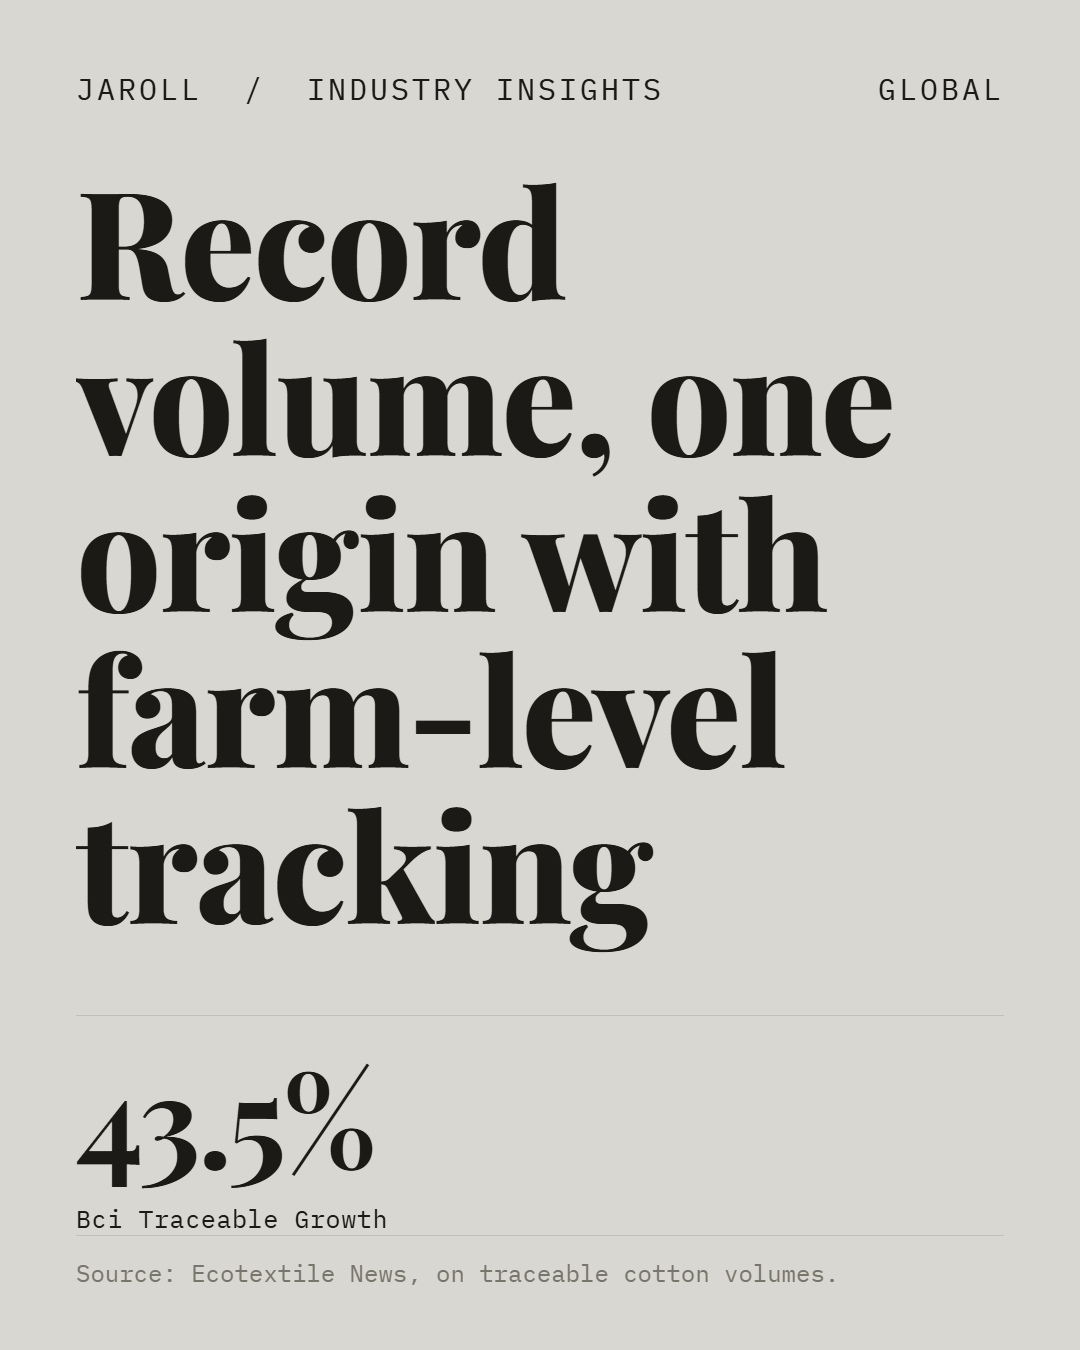 JAROLL / INDUSTRY INSIGHTS GLOBAL
Record
volume, one
origin with
farm-level
tracking
43.5%
Bci Traceable Growth
Source: Ecotextile News, on traceable cotton volumes.